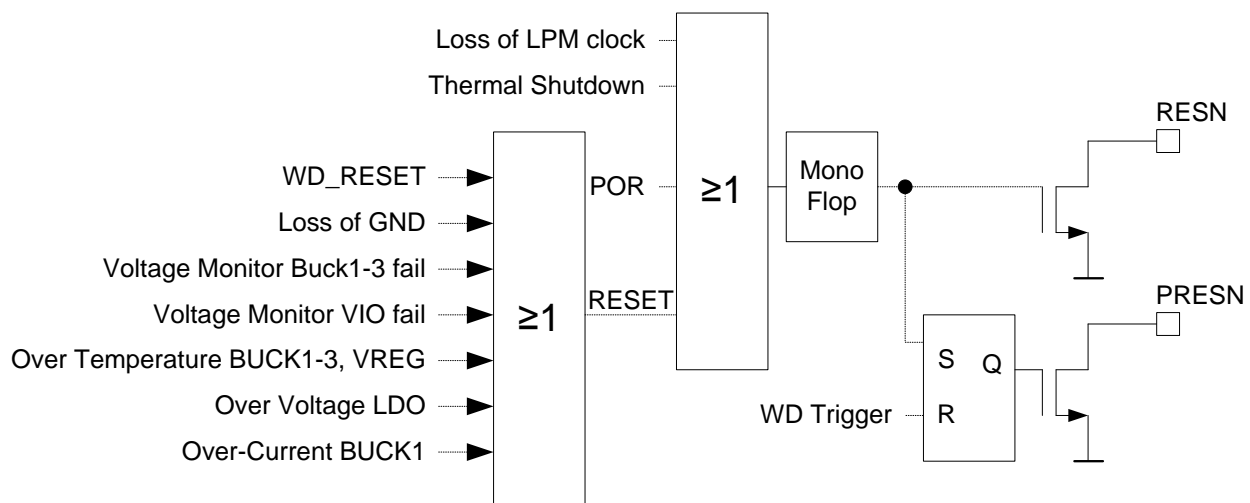 Loss of LPM clock
Thermal Shutdown
RESN
WD_RESET
POR
≥1
Mono
Flop
Loss of GND
Voltage Monitor Buck1-3 fail
PRESN
Voltage Monitor VIO fail
≥1
RESET
Over Temperature BUCK1-3, VREG
S
Q
Over Voltage LDO
WD Trigger
R
Over-Current BUCK1